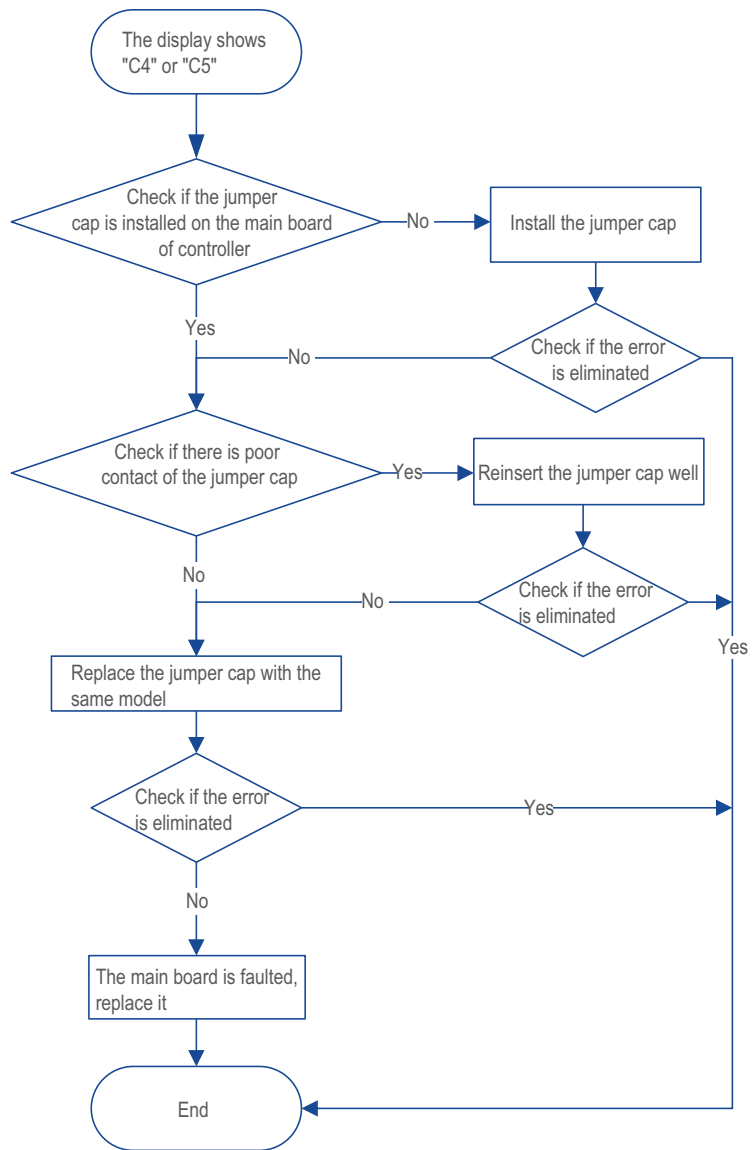 The display shows
"C4" or "C5"
Check if the jumper
cap is installed on the main board
of controller
No
Install the jumper cap
Yes
No
Check if the error
is eliminated
Check if there is poor
contact of the jumper cap
Yes
Reinsert the jumper cap well
No
No
Check if the error
is eliminated
Yes
Replace the jumper cap with the
same model
Check if the error
is eliminated
Yes
No
The main board is faulted,
replace it
End